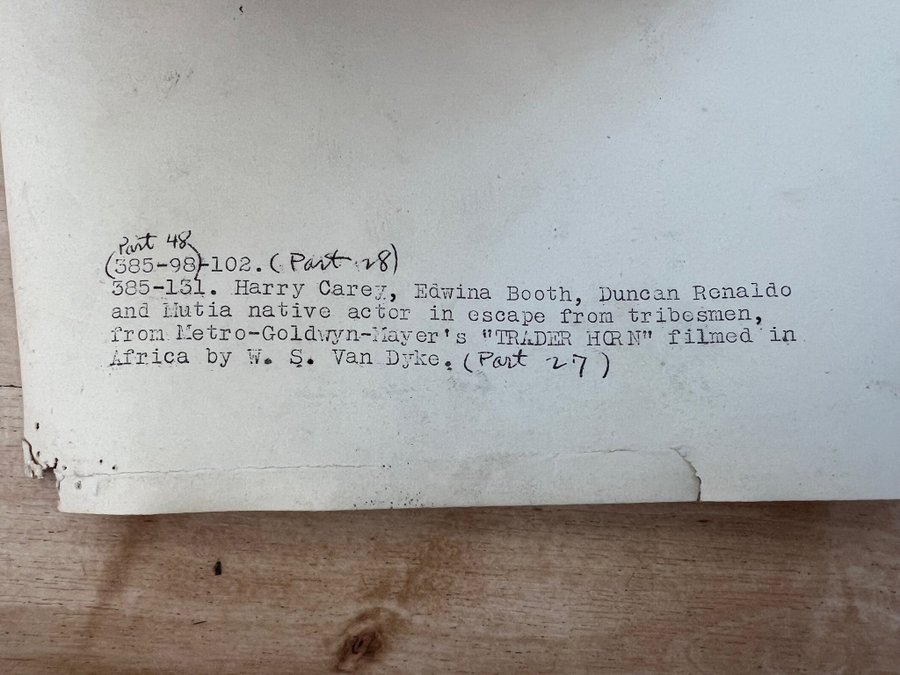 Part 48
(385-98)-102. (Part 28)
385-131. Harry Carey, Edwina Booth, Duncan Renaldo
and Mutia native actor in escape from tribesmen,
from Metro-Goldwyn-Mayer's "TRADER HORN" filmed in
Africa by W. S. Van Dyke. (Part 27)